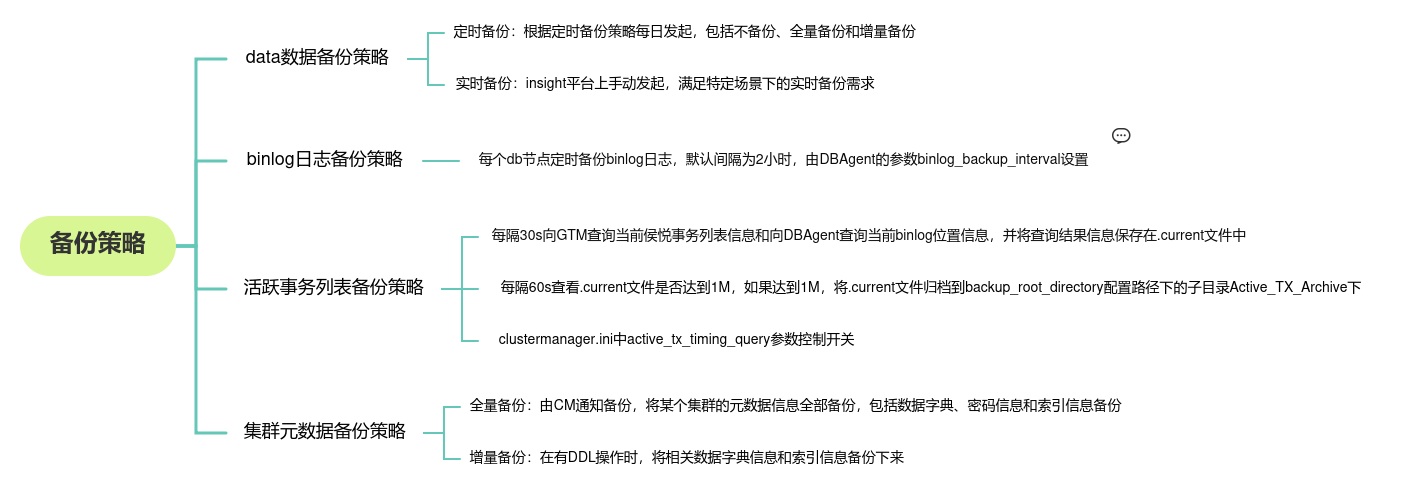 备份策略
data数据备份策略
定时备份：根据定时备份策略每日发起，包括不备份、全量备份和增量备份
实时备份：insight平台上手动发起，满足特定场景下的实时备份需求
binlog日志备份策略
每个db节点定时备份binlog日志，默认间隔为2小时，由DBAgent的参数binlog_backup_interval设置
活跃事务列表备份策略
每隔30s向GTM查询当前侯悦事务列表信息和向DBAgent查询当前binlog位置信息，并将查询结果信息保存在.current文件中
每隔60s查看.current文件是否达到1M，如果达到1M，将.current文件归档到backup_root_directory配置路径下的子目录Active_TX_Archive下
clustermanager.ini中active_tx_timing_query参数控制开关
集群元数据备份策略
全量备份：由CM通知备份，将某个集群的元数据信息全部备份，包括数据字典、密码信息和索引信息备份
增量备份：在有DDL操作时，将相关数据字典信息和索引信息备份下来